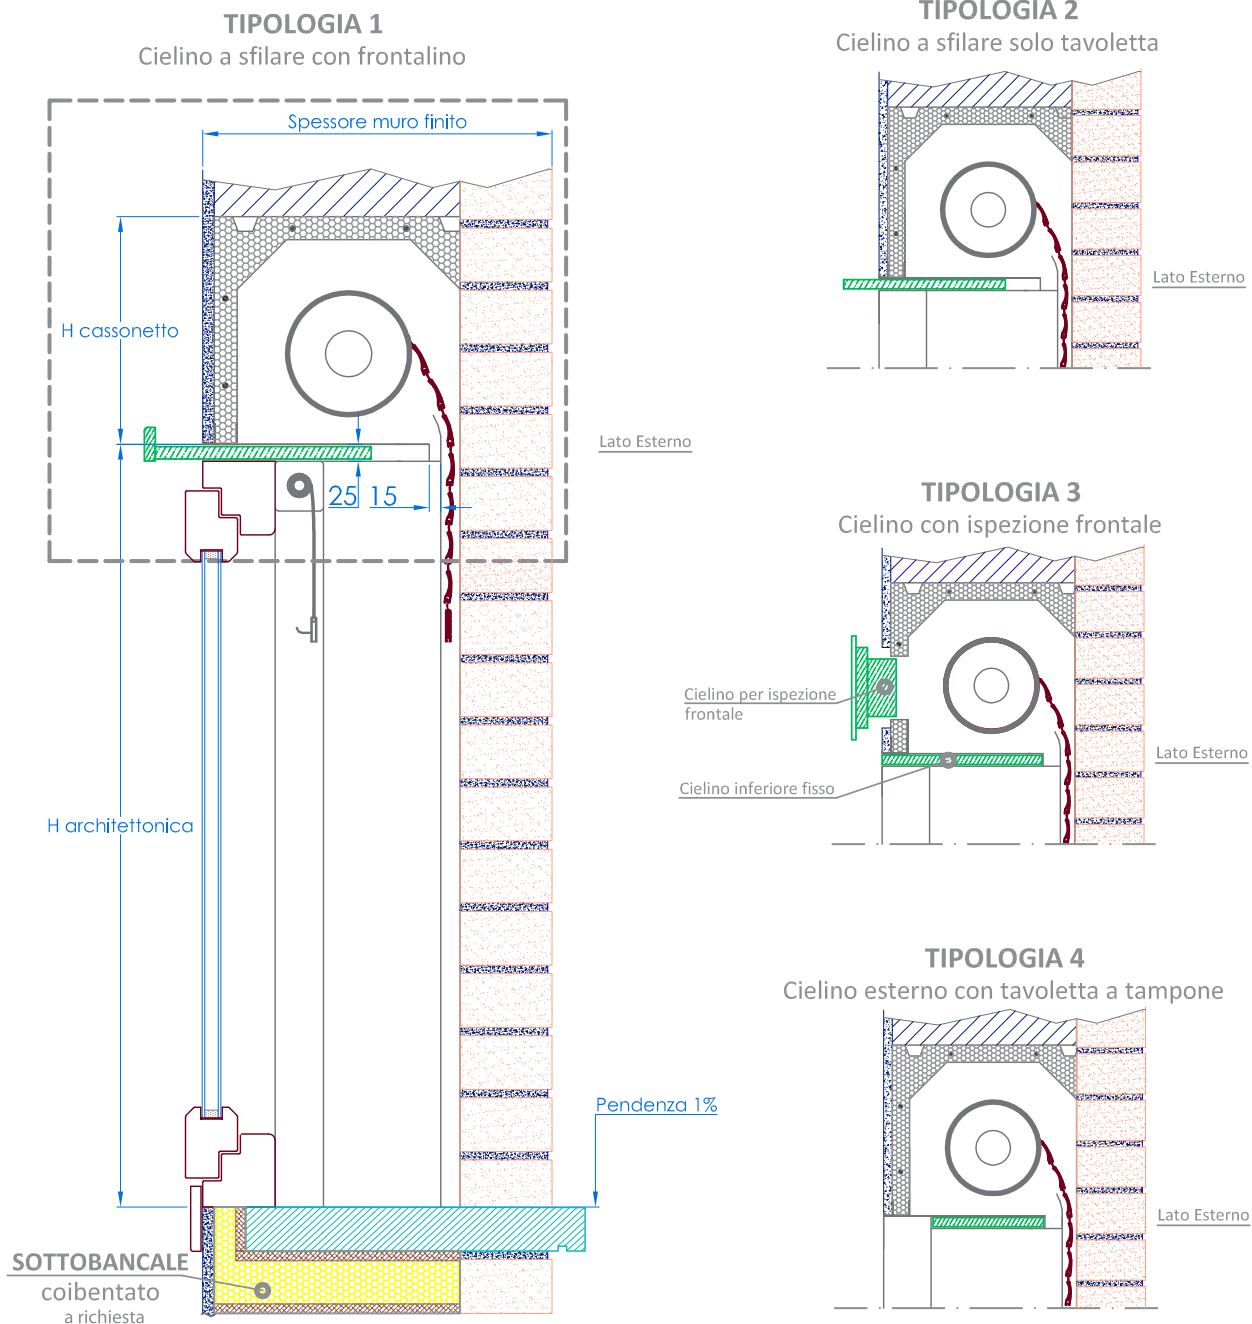 TIPOLOGIA 1
Cielino a sfilare con frontalino
Spessore muro finito
H cassonetto
25 15
Lato Esterno
H architettonica
Pendenza 1%
SOTTOBANCALE
coibentato
a richiesta
TIPOLOGIA 2
Cielino a sfilare solo tavoletta
Lato Esterno
TIPOLOGIA 3
Cielino con ispezione frontale
Cielino per ispezione
frontale
Lato Esterno
Cielino inferiore fisso
TIPOLOGIA 4
Cielino esterno con tavoletta a tampone
Lato Esterno